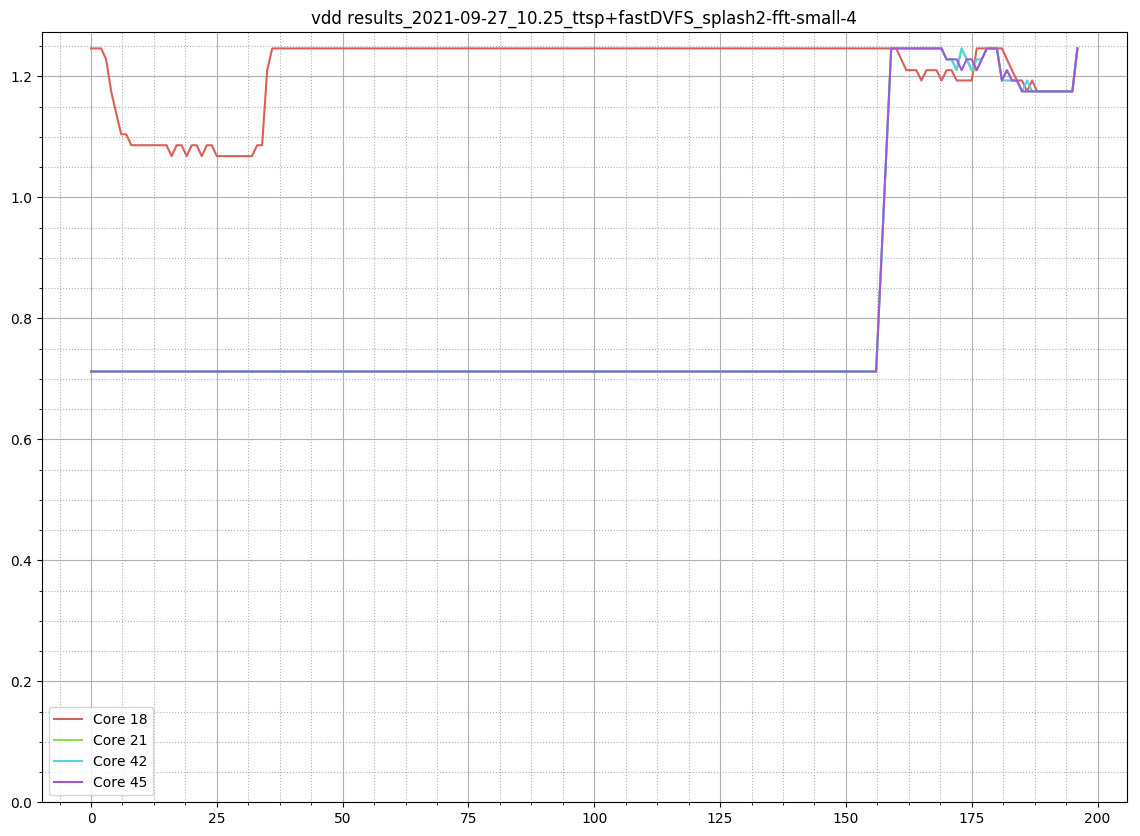 vdd results_2021-09-27_10.25_ttsp+fastDVFS_splash2-fft-small-4
1.2
1.0
0.8
0.6
0.4
0.2
0.0
Core 18
Core 21
Core 42
Core 45
0 25 50 75 100 125 150 175 200